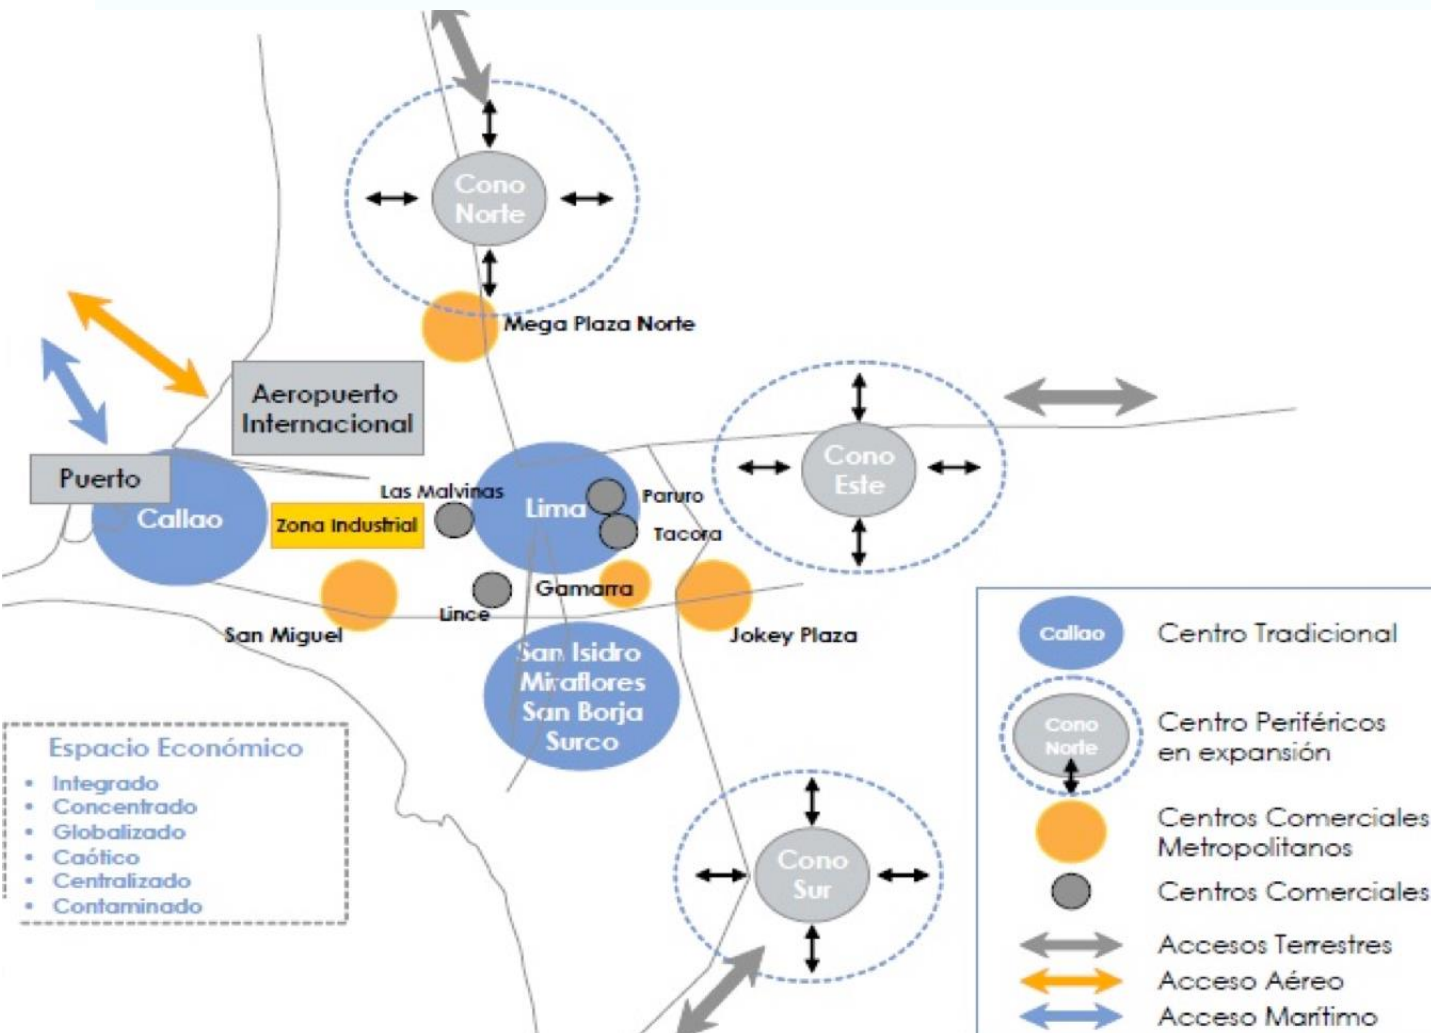 Cono
Norte
Mega Plaza Norte
Aeropuerto
Internacional
Puerto
Callao
Zona Industrial
Las Malvinas
Lima
Paruro
Tacora
Cono
Este
Gamarra
Lince
San Miguel
Jokey Plaza
San Isidro
Miraflores
San Borja
Surco
Cono
Sur
Espacio Económico
• Integrado
• Concentrado
• Globalizado
• Caótico
• Centralizado
• Contaminado
Callao
Centro Tradicional
Cono
Norte
Centro Periféricos
en expansión
Centros Comerciales
Metropolitanos
Centros Comerciales
Accesos Terrestres
Acceso Aéreo
Acceso Marítimo